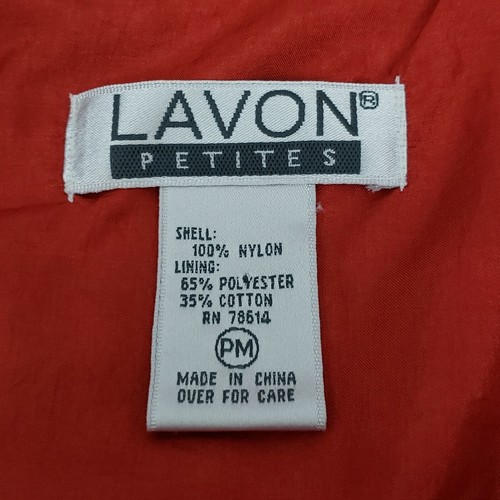 LAVON®
PETITES
SHELL:
100% NYLON
LINING:
65% POLYESTER
35% COTTON
RN 78614
PM
MADE IN CHINA
OVER FOR CARE